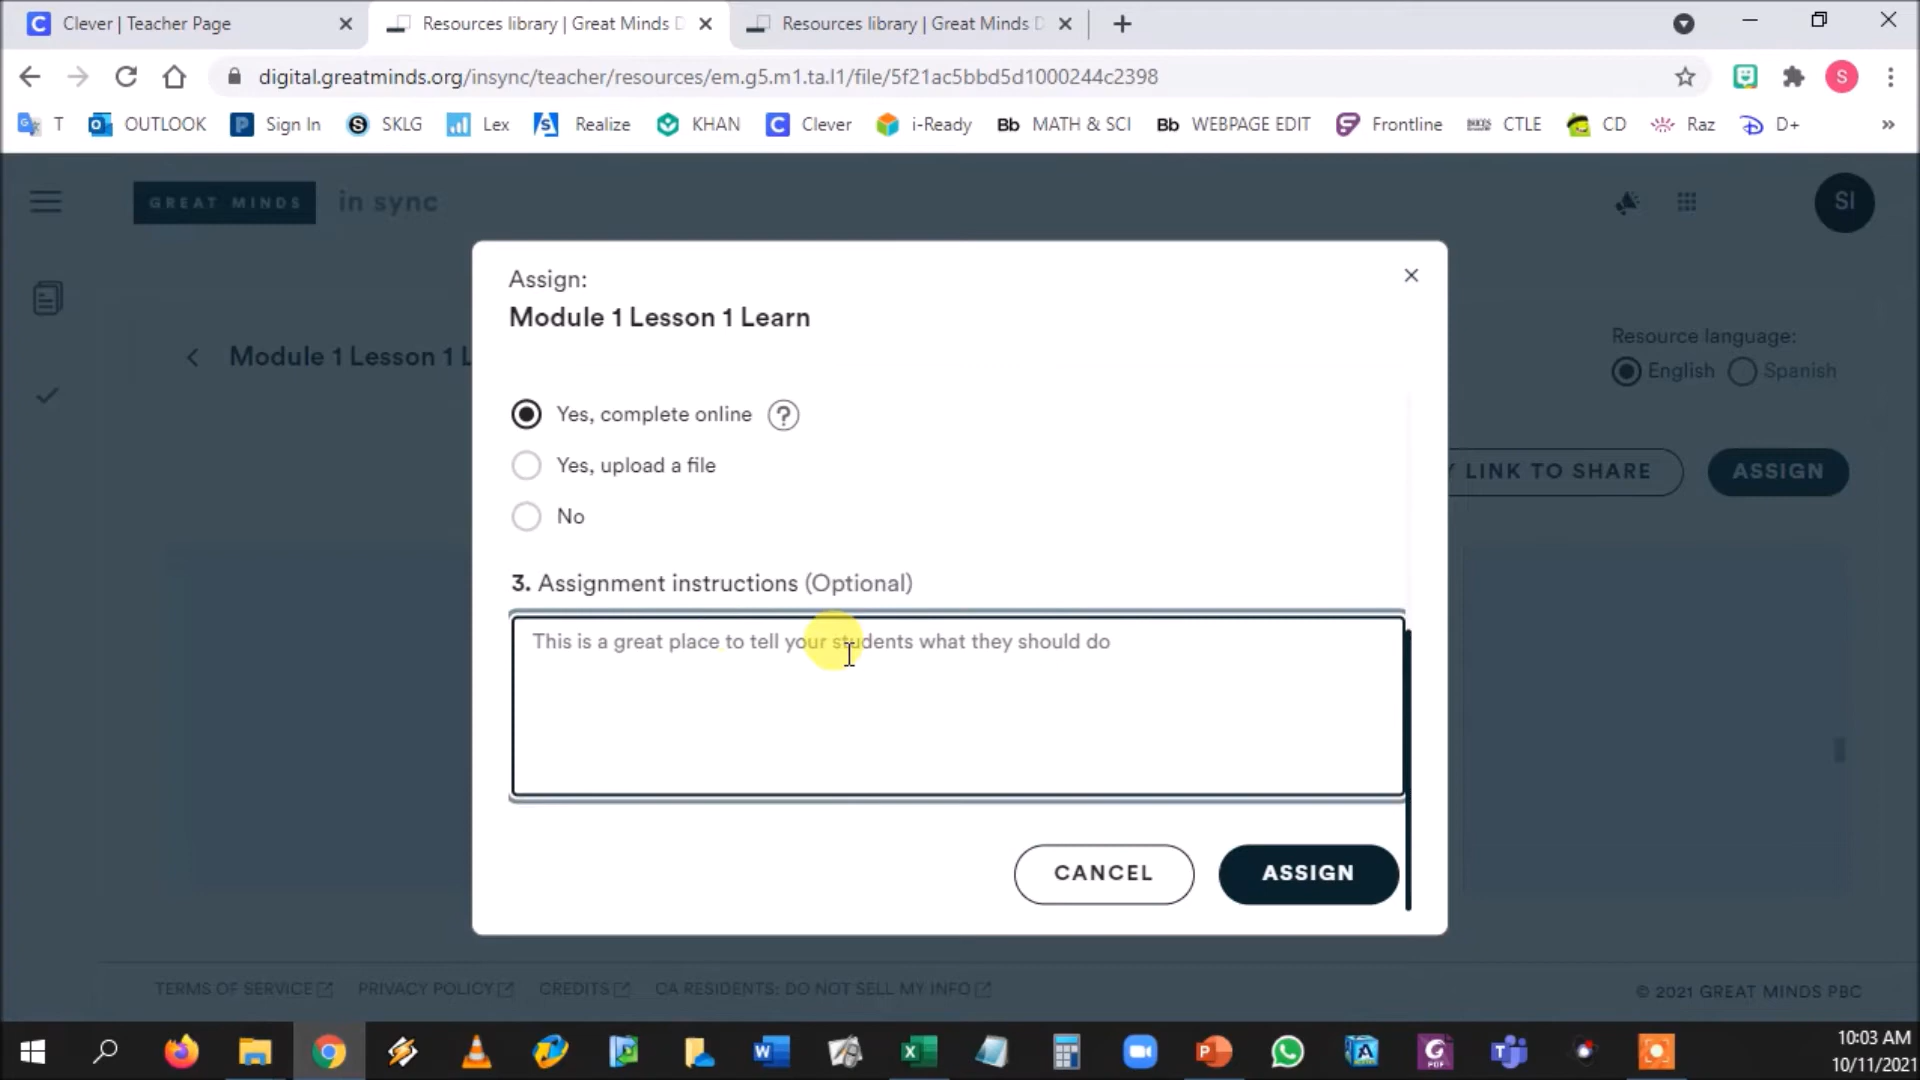 Clever | Teacher Page
Resources library | Great Minds D
Resources library | Great Minds D
digital.greatminds.org/insync/teacher/resources/em.g5.m1.ta.l1/file/5f21ac5bbd5d1000244c2398
S
T
OUTLOOK
Sign In
SKLG
Lex
Realize
KHAN
Clever
i-Ready
Bb MATH & SCI
Bb WEBPAGE EDIT
Frontline
CTLE
CD
Raz
D+
»
GREAT MINDS
in sync
SI
Module 1 Lesson 1 L
Resource language:
English
Spanish
LINK TO SHARE
ASSIGN
Assign:
Module 1 Lesson 1 Learn
Yes, complete online ?
Yes, upload a file
No
3. Assignment instructions (Optional)
This is a great place to tell your students what they should do
CANCEL
ASSIGN
TERMS OF SERVICE
PRIVACY POLICY
CREDITS
CA RESIDENTS: DO NOT SELL MY INFO
© 2021 GREAT MINDS PBC
10:03 AM
10/11/2021